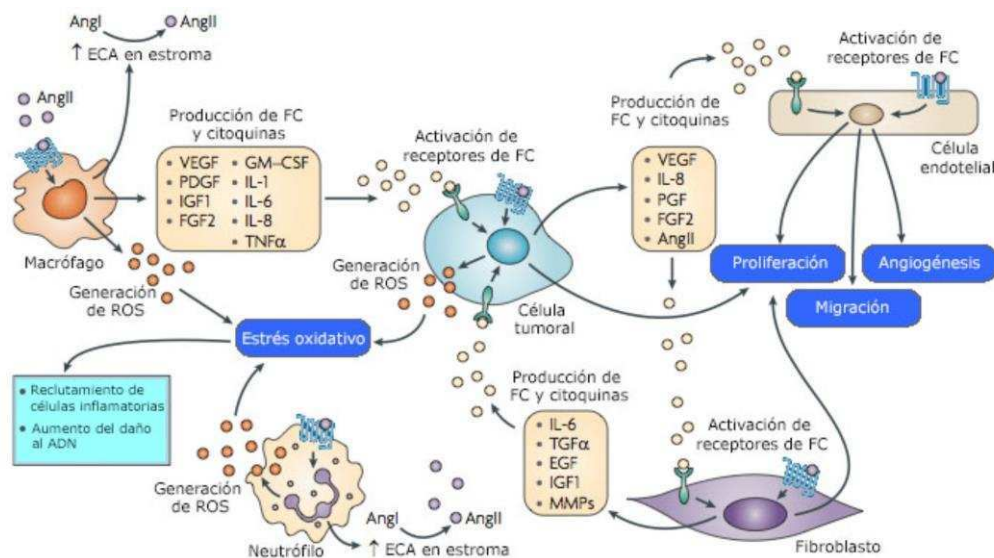 AngI
AngII
↑ ECA en estroma
AngII
Macrófago
Producción de FC
y citoquinas
• VEGF
• PDGF
• IGF1
• FGF2
• GM–CSF
• IL-1
• IL-6
• IL-8
• TNFα
Generación
de ROS
Activación de
receptores de FC
Generación
de ROS
Célula
tumoral
Producción de
FC y citoquinas
• VEGF
• IL-8
• PGF
• FGF2
• AngII
Activación de
receptores de FC
Célula
endotelial
Proliferación
Angiogénesis
Migración
Estrés oxidativo
• Reclutamiento de
células inflamatorias
• Aumento del daño
al ADN
Generación
de ROS
Neutrófilo
AngI
AngII
↑ ECA en estroma
Producción de
FC y citoquinas
• IL-6
• TGFα
• EGF
• IGF1
• MMPs
Activación de
receptores de FC
Fibroblasto